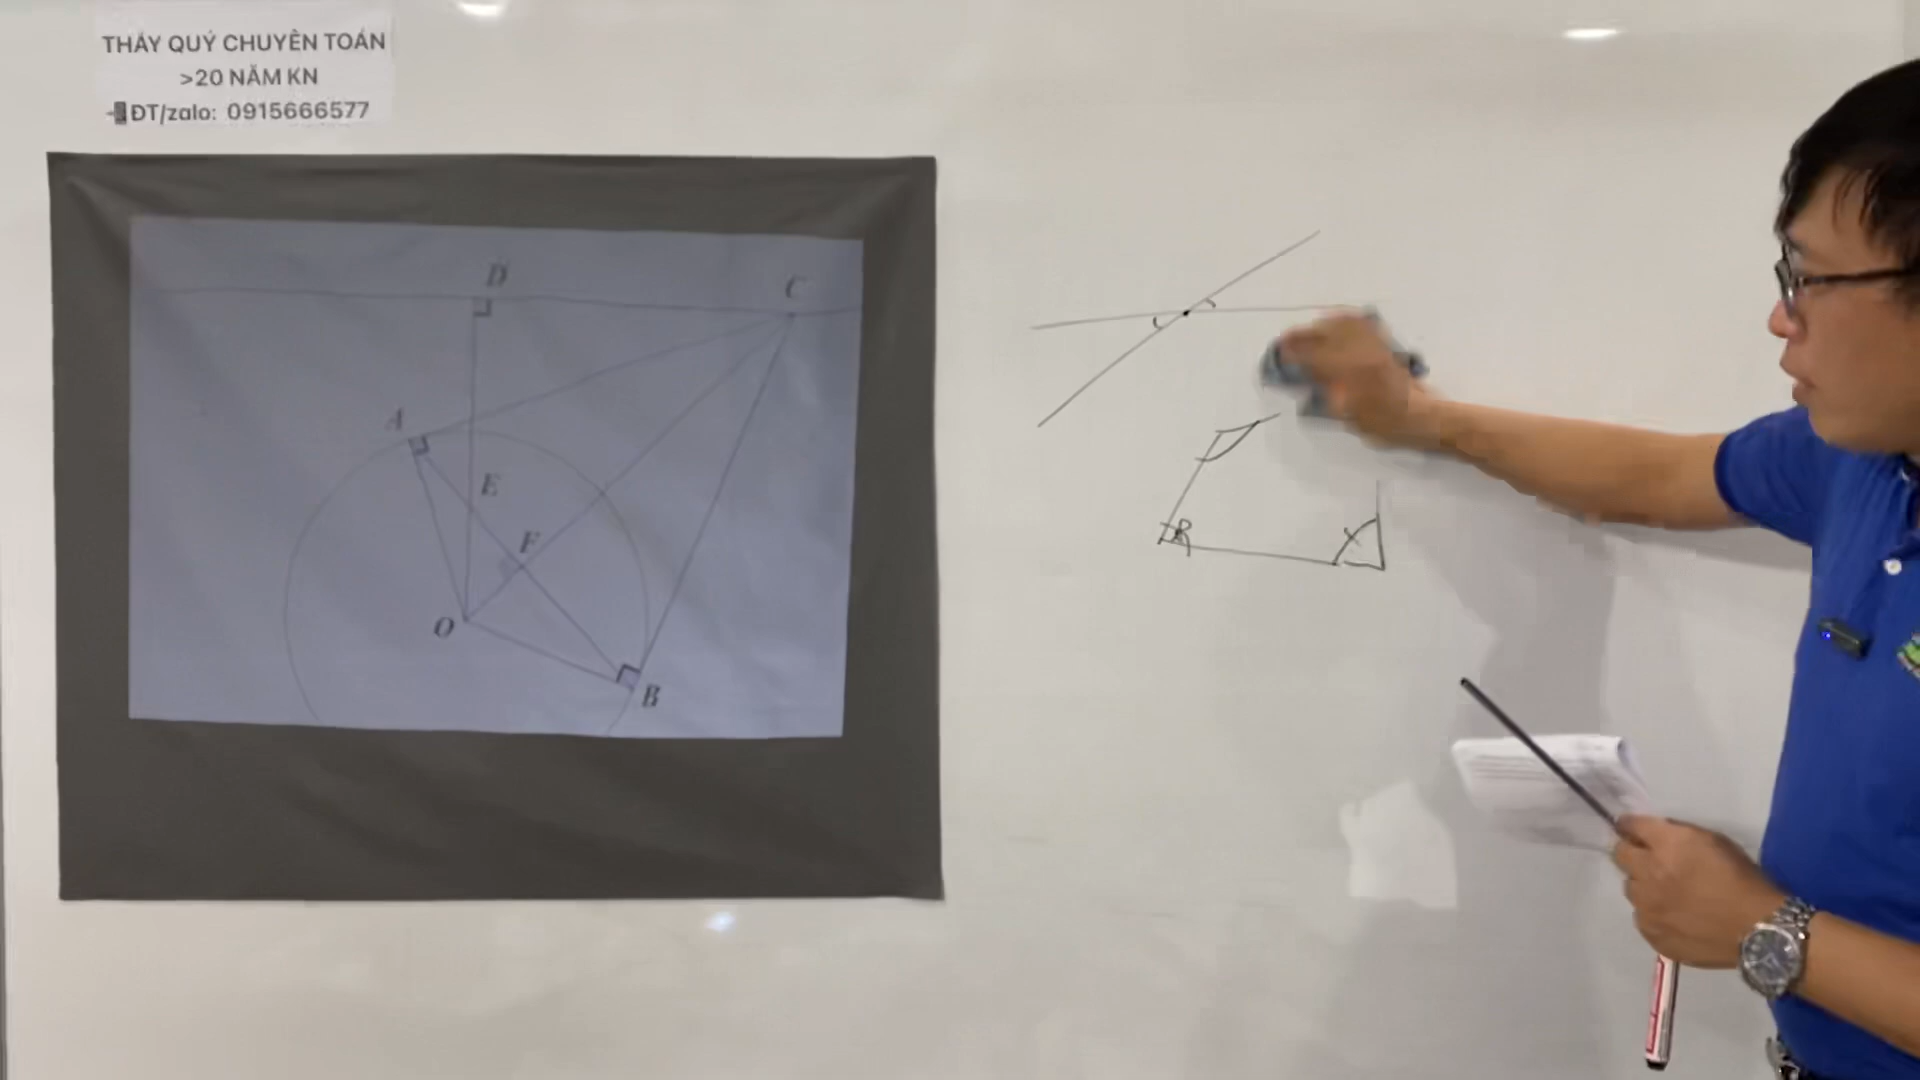 THẦY QUÝ CHUYÊN TOÁN
>20 NĂM KN
ĐT/zalo: 0915666577
D
C
A
E
F
O
B